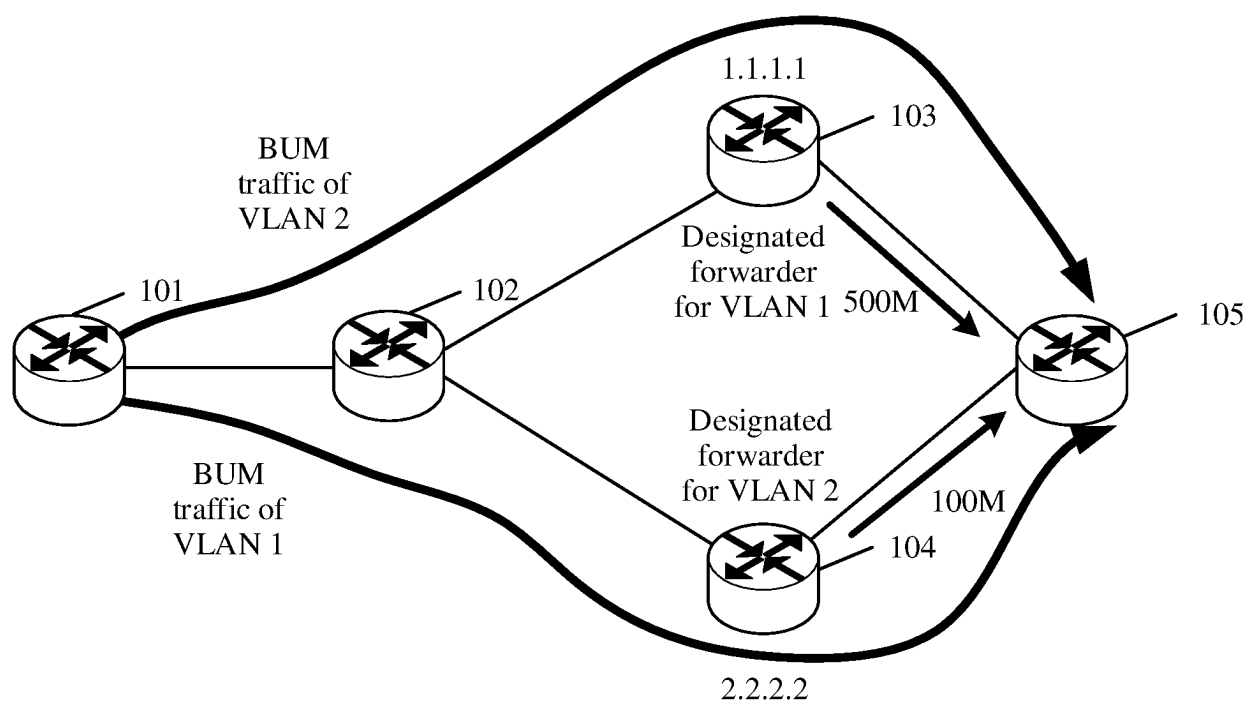 1.1.1.1
103
BUM
traffic of
VLAN 2
Designated
forwarder
for VLAN 1
500M
101
102
105
Designated
forwarder
for VLAN 2
BUM
traffic of
VLAN 1
100M
104
2.2.2.2